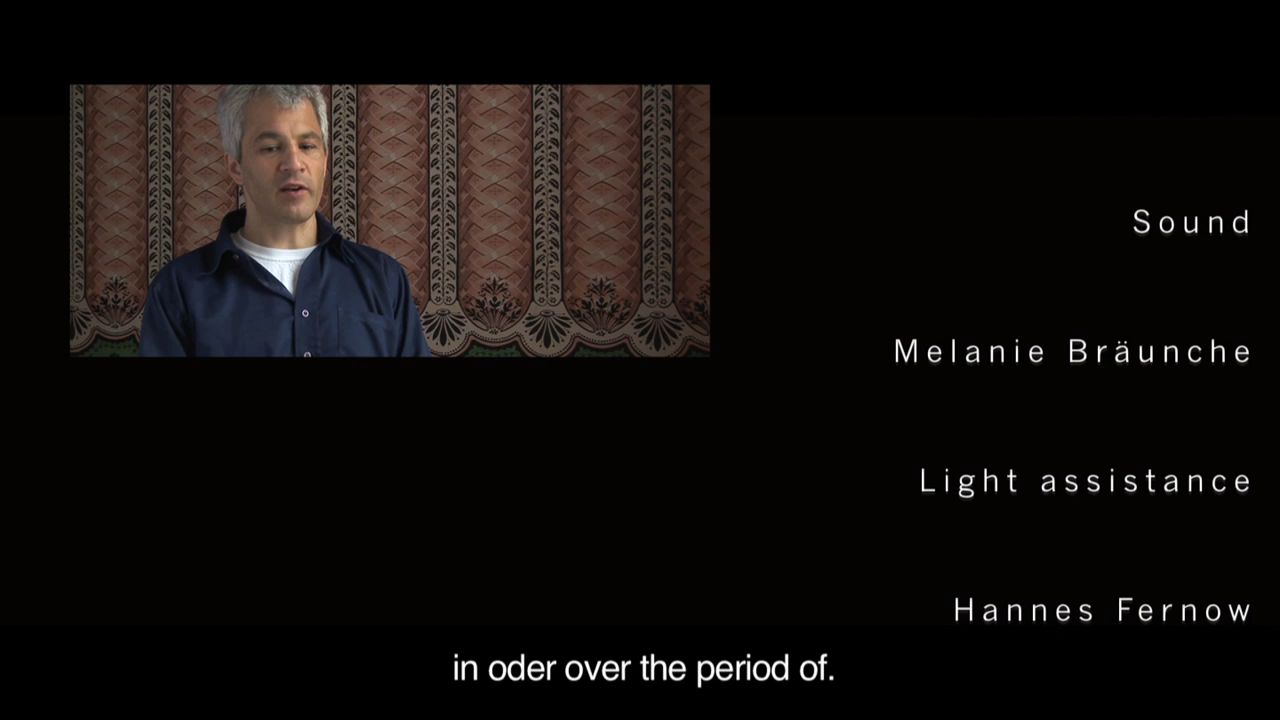 Sound
Melanie Bräunche
Light assistance
Hannes Fernow
in oder over the period of.